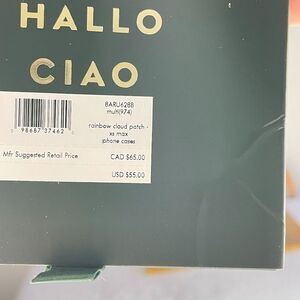 HALLO
CIAO
8ARU6288
multi(974)
98687 37462
rainbow cloud patch -
xs max
iphone cases
Mfr Suggested Retail Price
CAD $65.00
USD $55.00